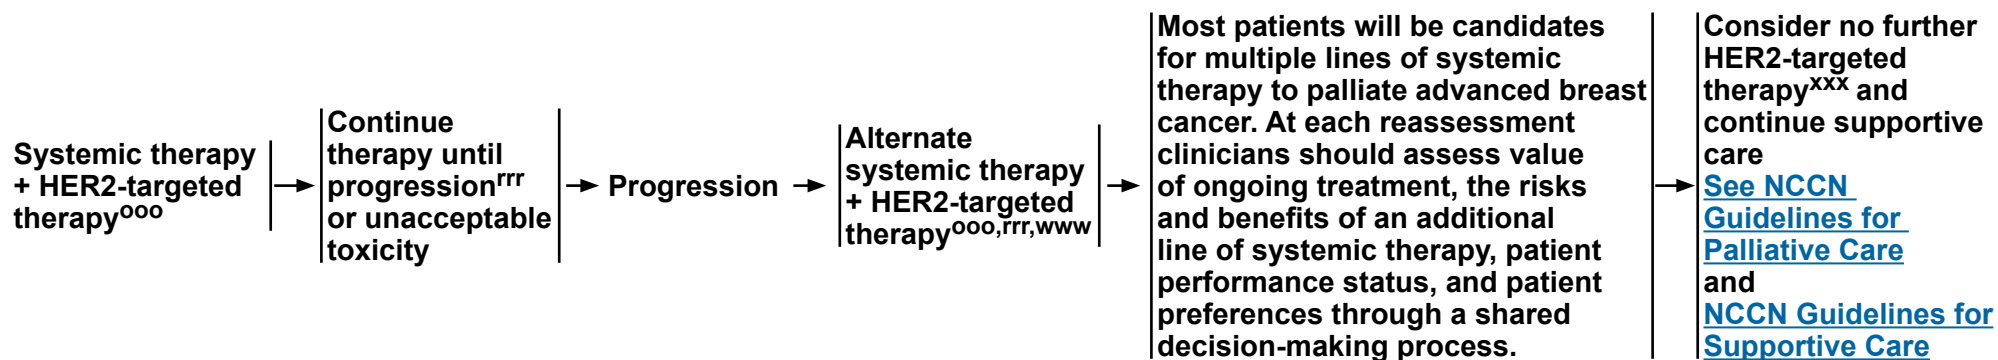 Systemic therapy
+ HER2-targeted
therapyooo
Continue
therapy until
progressionrrr
or unacceptable
toxicity
Progression
Alternate
systemic therapy
+ HER2-targeted
therapyooo,rrr,www
Most patients will be candidates
for multiple lines of systemic
therapy to palliate advanced breast
cancer. At each reassessment
clinicians should assess value
of ongoing treatment, the risks
and benefits of an additional
line of systemic therapy, patient
performance status, and patient
preferences through a shared
decision-making process.
Consider no further
HER2-targeted
therapyxxx and
continue supportive
care
See NCCN
Guidelines for
Palliative Care
and
NCCN Guidelines for
Supportive Care